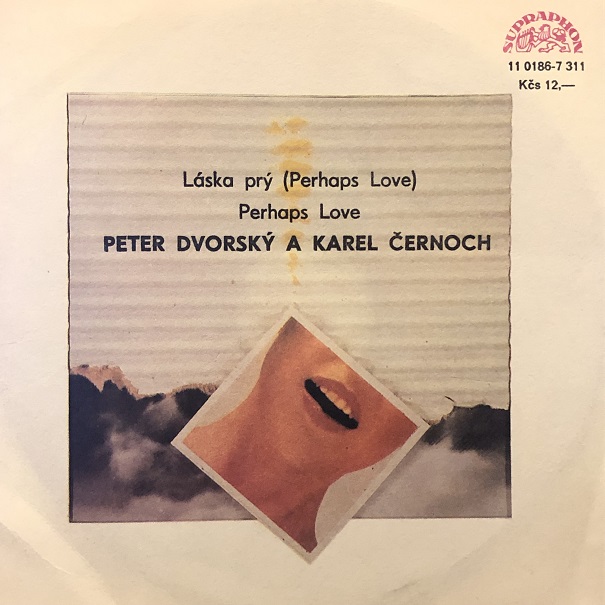 SUPRAPHON
11 0186-7 311
Kčs 12,—
Láska prý (Perhaps Love)
Perhaps Love
PETER DVORSKÝ A KAREL ČERNOCH